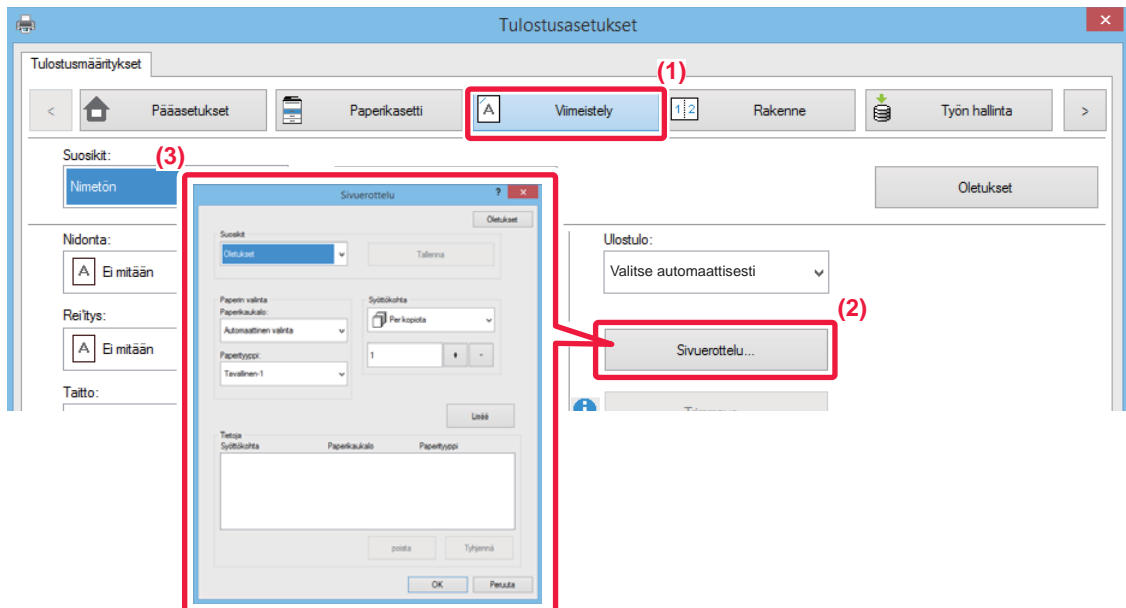 Tulostusasetukset
Tulostusmääritykset
(1)
< Pääasetukset Paperikasetti Viimeistely Rakenne Työn hallinta >
Suosikit:
(3)
Nimetön
Oletukset
Sivuerottelu ?
Oletukset
Suosikit
Oletukset
Tallenna
Paperin valinta
Paperikaukalo:
Automaattinen valinta
Papertyyppi:
Tavallinen-1
Syöttökohta
Per kopiota
1 + -
Lisää
Tietoja
Syöttökohta Paperikaukalo Papertyyppi
poista Tyhjennä
OK Peruuta
Nidonta:
Ei mitään
Rei'itys:
Ei mitään
Taitto:
Ulostulo:
Valitse automaattisesti
(2)
Sivuerottelu...